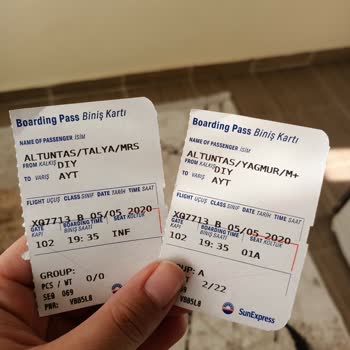 Boarding Pass Biniş Kartı
NAME OF PASSENGER İSİM
ALTUNTAS/TALYA/MRS
FROM KALKIŞ DIY
TO VARIŞ AYT
FLIGHT UÇUŞ CLASS SINIF DATE TARİH TIME SAAT
XQ7713 B 05/05 2020
GATE KAPI BOARDING TIME BİNİŞ SAATİ SEAT KOLTUK
102 19:35 INF
GROUP:
PCS / WT 0/0
SEQ 069
PNR: VB05L8
Boarding Pass Biniş Kartı
NAME OF PASSENGER İSİM
ALTUNTAS/YAGMUR/M+
FROM KALKIŞ DIY
TO VARIŞ AYT
FLIGHT UÇUŞ CLASS SINIF DATE TARİH TIME SAAT
XQ7713 B 05/05 2020
GATE KAPI BOARDING TIME BİNİŞ SAATİ SEAT KOLTUK
102 19:35 01A
GROUP: A
2/22
VB05L8
SunExpress